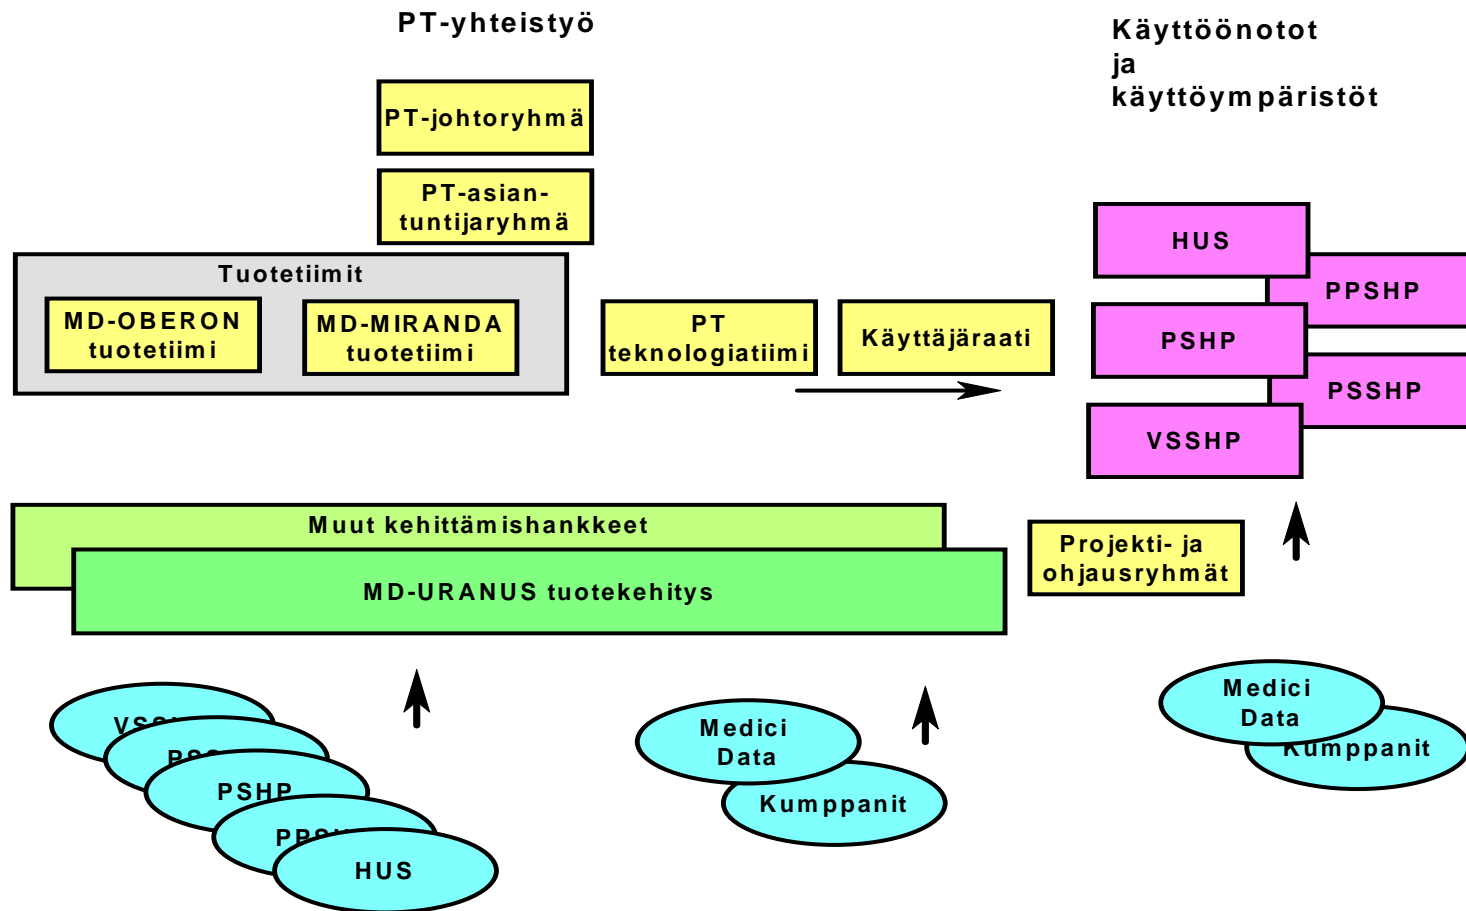 PT-yhteistyö
Käyttöönotot
ja
käyttöympäristöt
PT-johtoryhmä
PT-asian-
tuntijaryhmä
Tuotetiimit
MD-OBERON
tuotetiimi
MD-MIRANDA
tuotetiimi
PT
teknologiatiimi
Käyttäjäraati
HUS
PPSHP
PSHP
PSSHP
VSSHP
Muut kehittämishankkeet
MD-URANUS tuotekehitys
Projekti- ja
ohjausryhmät
PSHP
HUS
Medici
Data
Kumppanit
Medici
Data
Kumppanit